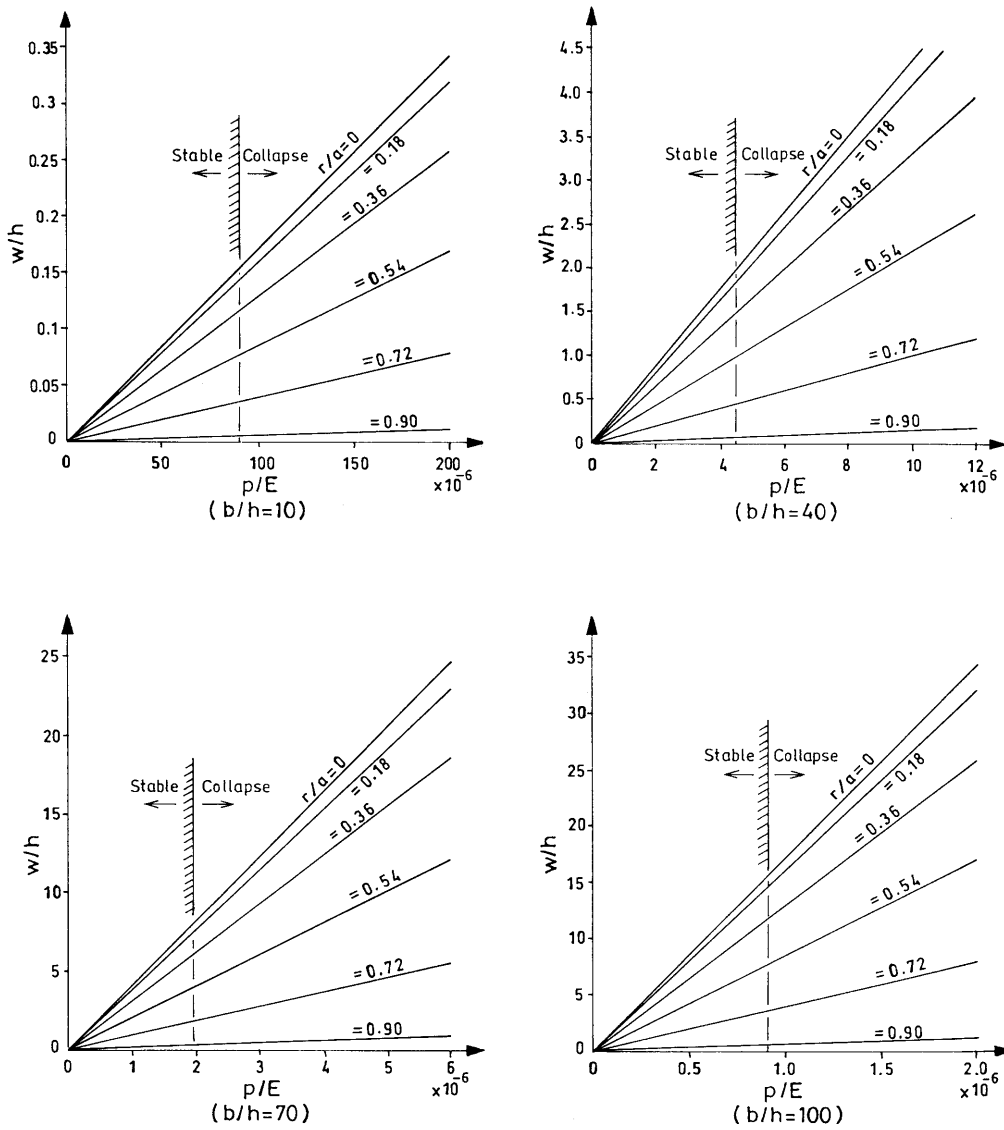 0.35
0.3
0.25
0.2
0.15
0.1
0.05
0
w/h
Stable
Collapse
r/a=0
=0.18
=0.36
=0.54
=0.72
=0.90
0
50
100
150
200
x10-6
p/E
(b/h=10)
4.5
4.0
3.5
3.0
2.5
2.0
1.5
1.0
0.5
0
w/h
Stable
Collapse
r/a=0
=0.18
=0.36
=0.54
=0.72
=0.90
0
2
4
6
8
10
12
x10-6
p/E
(b/h=40)
25
20
15
10
5
0
w/h
Stable
Collapse
r/a=0
=0.18
=0.36
=0.54
=0.72
=0.90
0
1
2
3
4
5
6
x10-6
p/E
(b/h=70)
35
30
25
20
15
10
5
0
w/h
Stable
Collapse
r/a=0
=0.18
=0.36
=0.54
=0.72
=0.90
0
0.5
1.0
1.5
2.0
x10-6
p/E
(b/h=100)